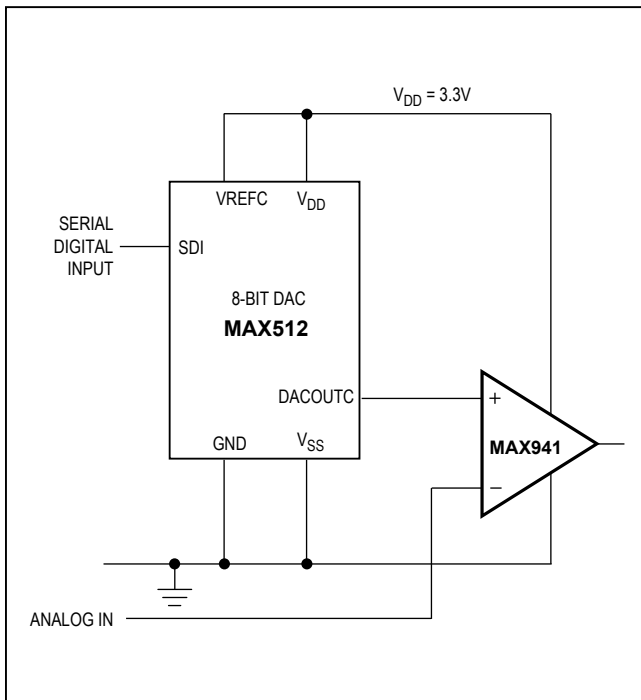 V_DD = 3.3V
VREFC V_DD
SERIAL
DIGITAL
INPUT
SDI
8-BIT DAC
MAX512
DACOUTC
+
MAX941
−
GND V_SS
ANALOG IN